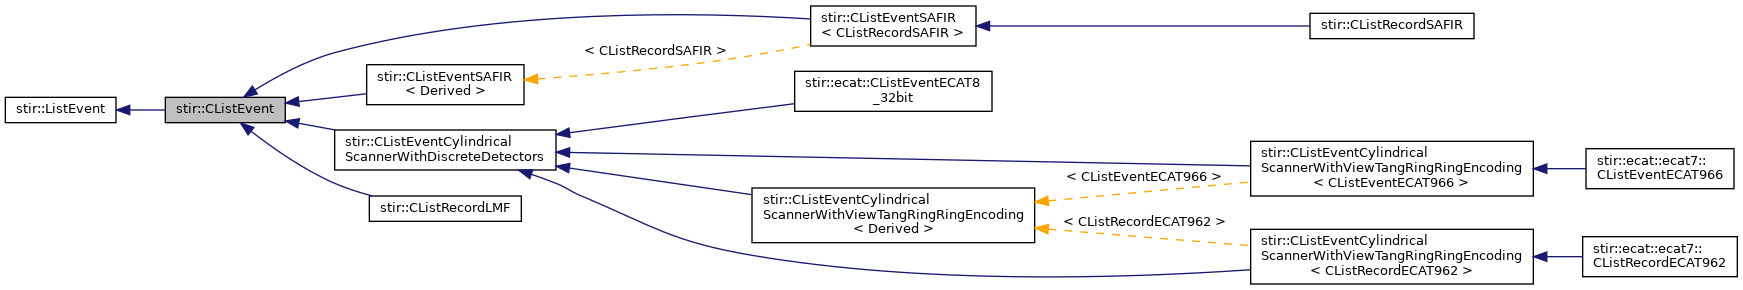 stir::ListEvent
stir::CListEvent
stir::CListEventSAFIR
< CListRecordSAFIR >
stir::CListRecordSAFIR
< CListRecordSAFIR >
stir::CListEventSAFIR
< Derived >
stir::ecat::CListEventECAT8
_32bit
stir::CListEventCylindrical
ScannerWithDiscreteDetectors
stir::CListRecordLMF
stir::CListEventCylindrical
ScannerWithViewTangRingRingEncoding
< Derived >
< CListEventECAT966 >
< CListRecordECAT962 >
stir::CListEventCylindrical
ScannerWithViewTangRingRingEncoding
< CListEventECAT966 >
stir::ecat::ecat7::
CListEventECAT966
stir::CListEventCylindrical
ScannerWithViewTangRingRingEncoding
< CListRecordECAT962 >
stir::ecat::ecat7::
CListRecordECAT962